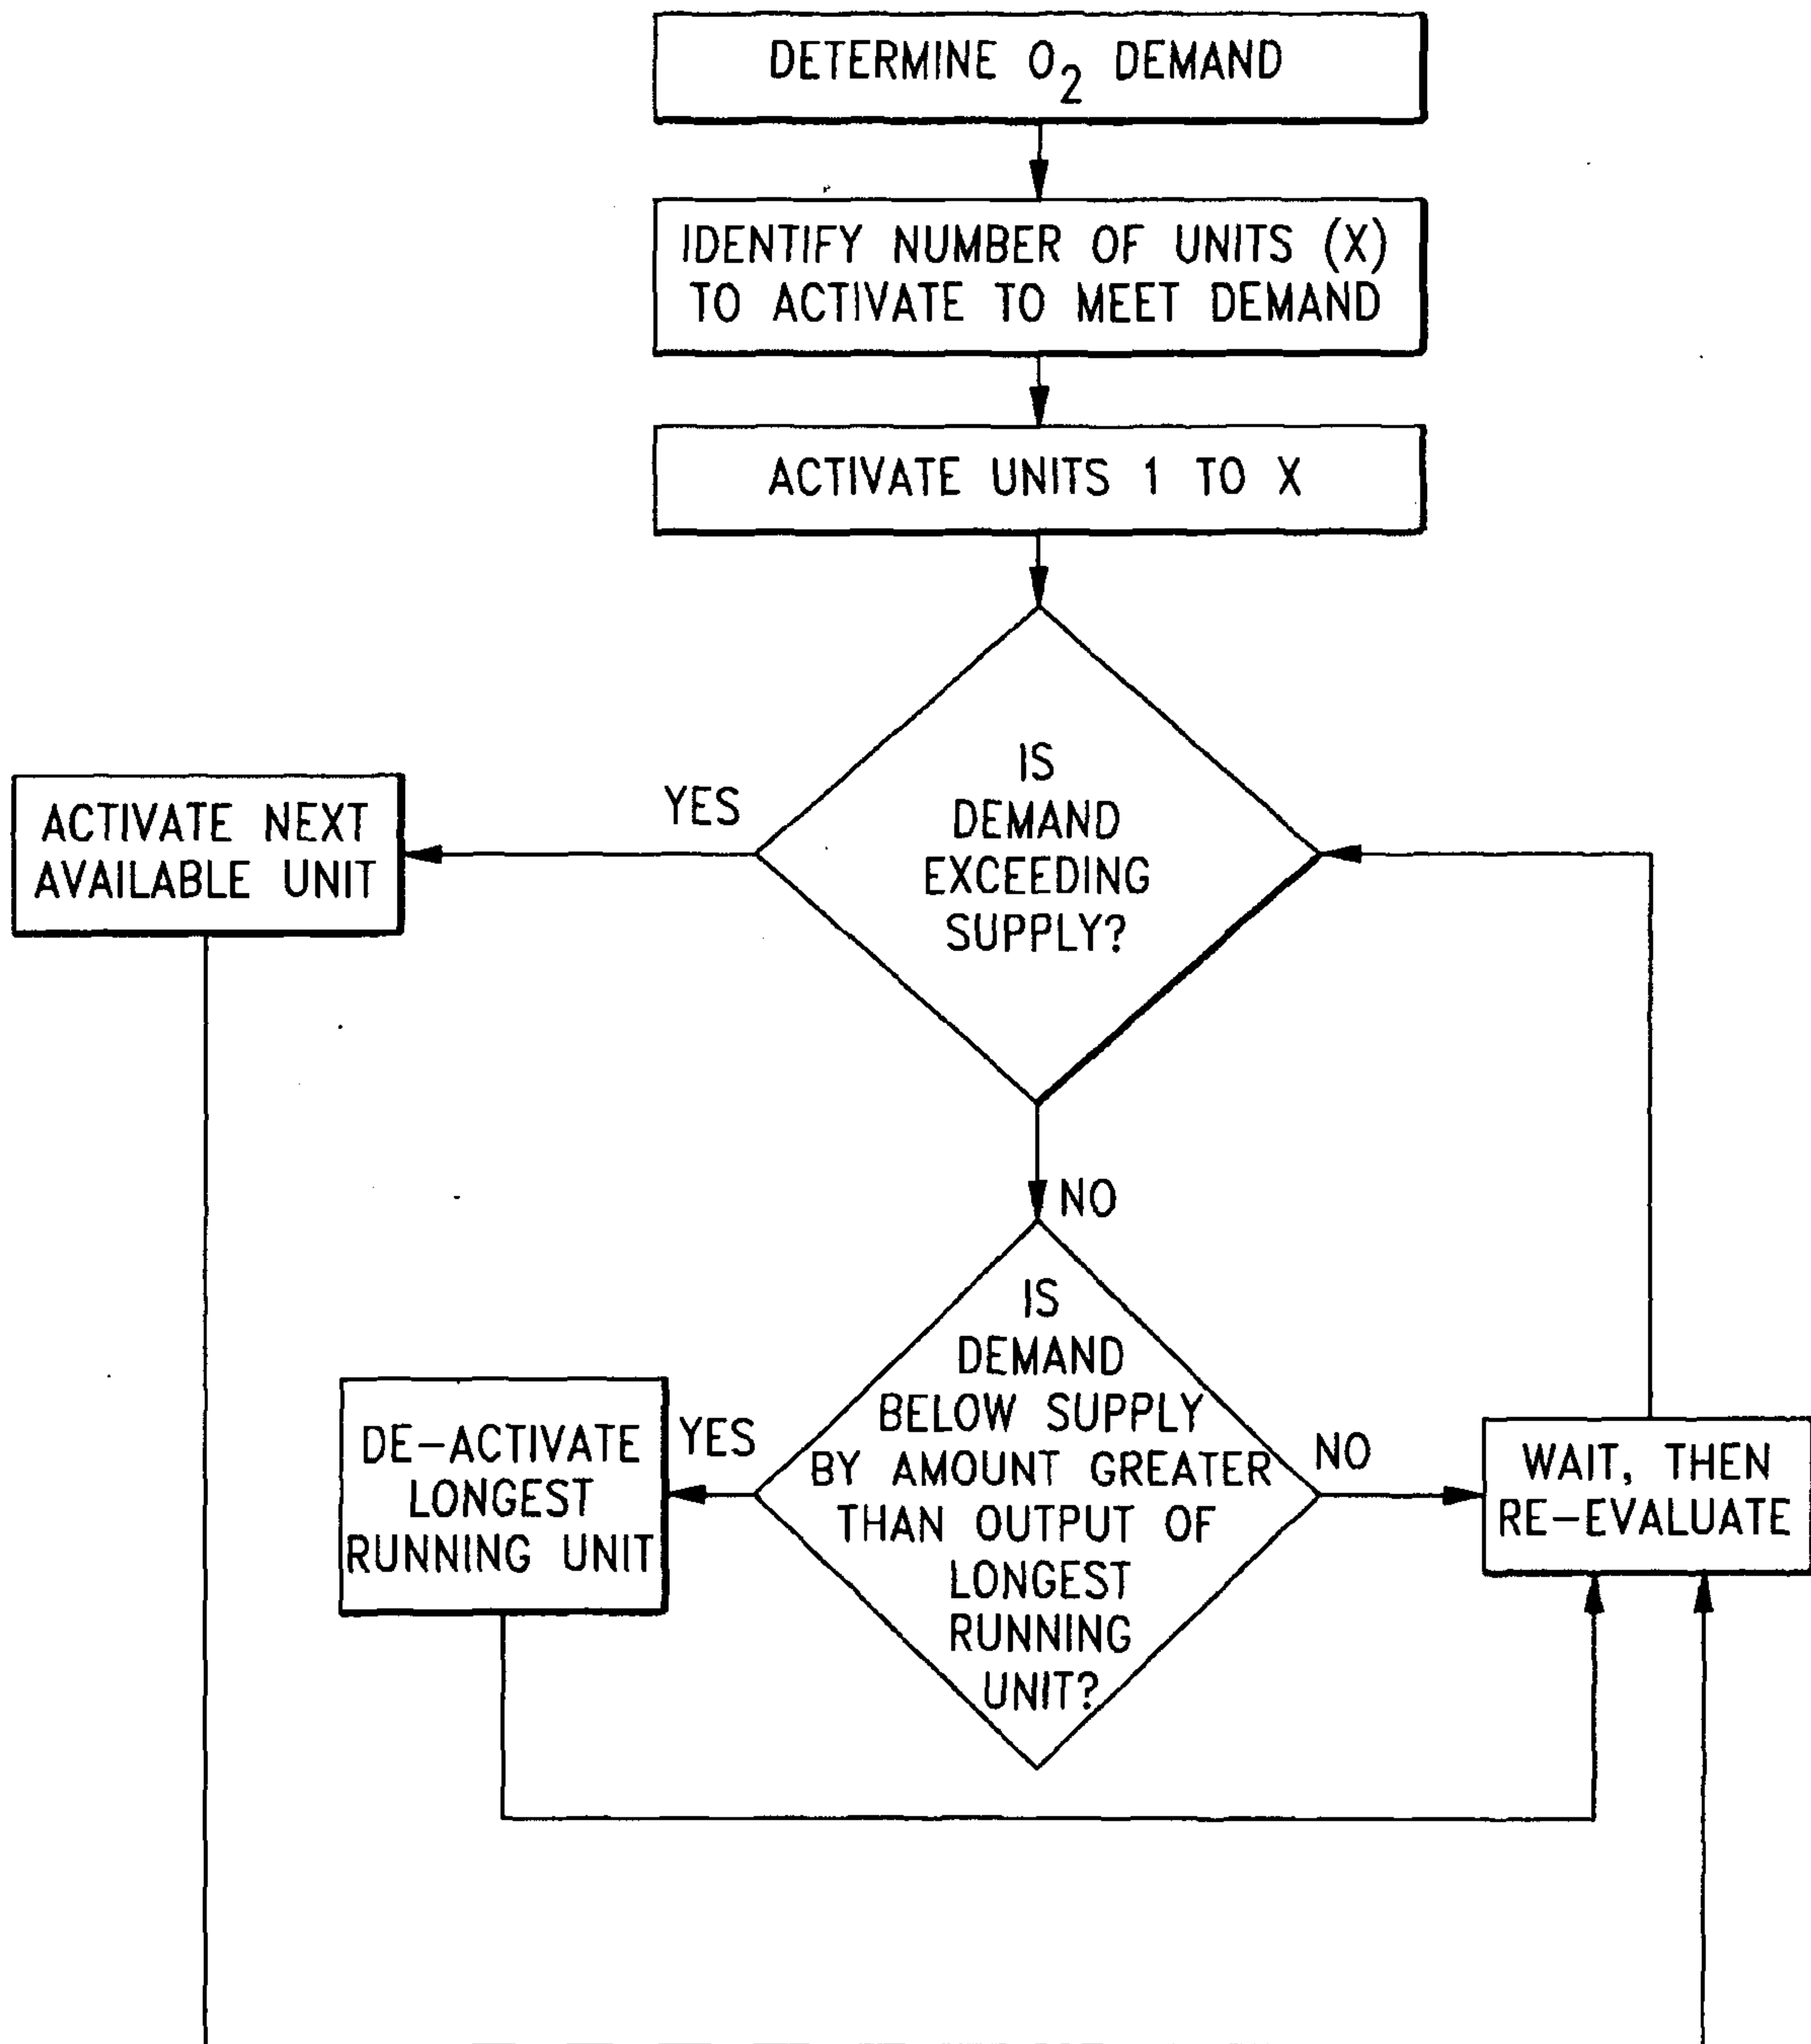 DETERMINE O2 DEMAND
IDENTIFY NUMBER OF UNITS (X)
TO ACTIVATE TO MEET DEMAND
ACTIVATE UNITS 1 TO X
IS
DEMAND
EXCEEDING
SUPPLY?
YES
ACTIVATE NEXT
AVAILABLE UNIT
NO
IS
DEMAND
BELOW SUPPLY
BY AMOUNT GREATER
THAN OUTPUT OF
LONGEST
RUNNING
UNIT?
YES
DE-ACTIVATE
LONGEST
RUNNING UNIT
NO
WAIT, THEN
RE-EVALUATE